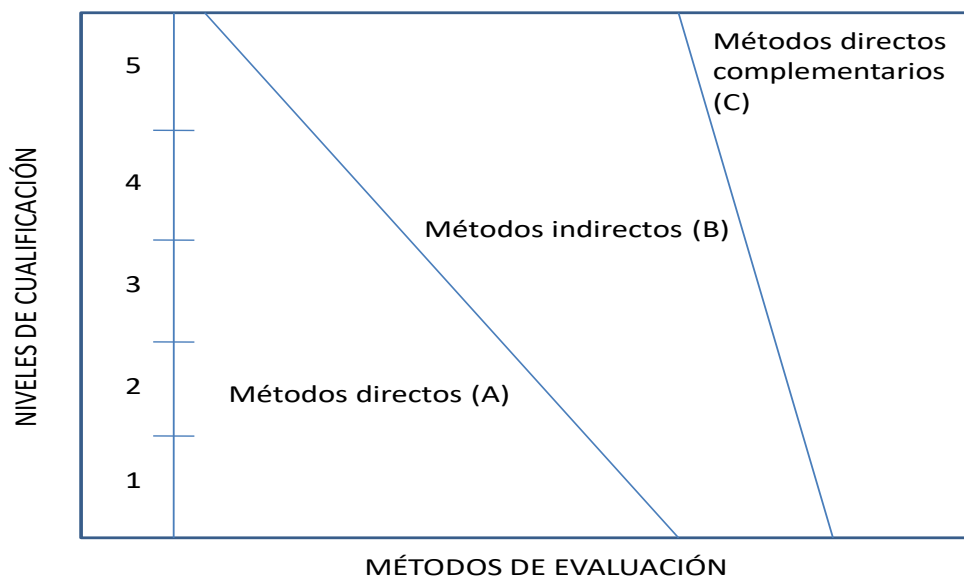 Métodos directos
complementarios
(C)
5
4
Métodos indirectos (B)
3
2
Métodos directos (A)
1
NIVELES DE CUALIFICACIÓN
MÉTODOS DE EVALUACIÓN